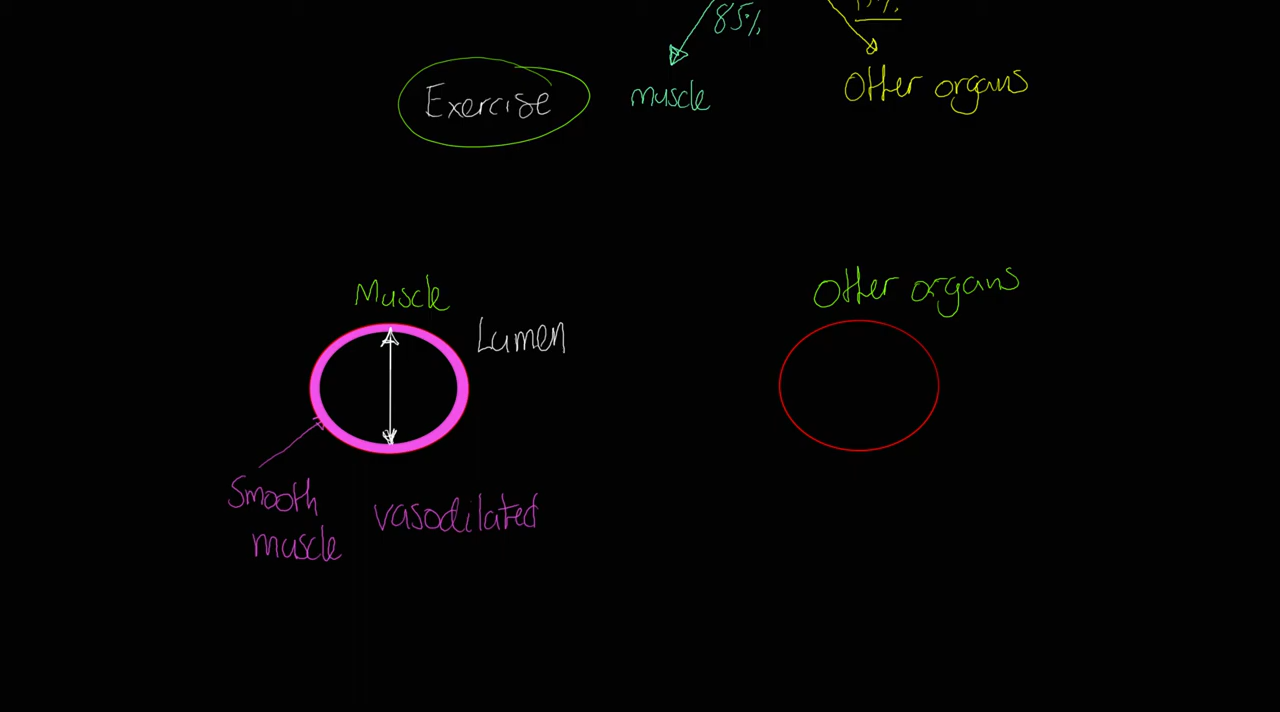 85%
Exercise
muscle
Other organs
Muscle
Other organs
Lumen
Smooth
muscle
vasodilated